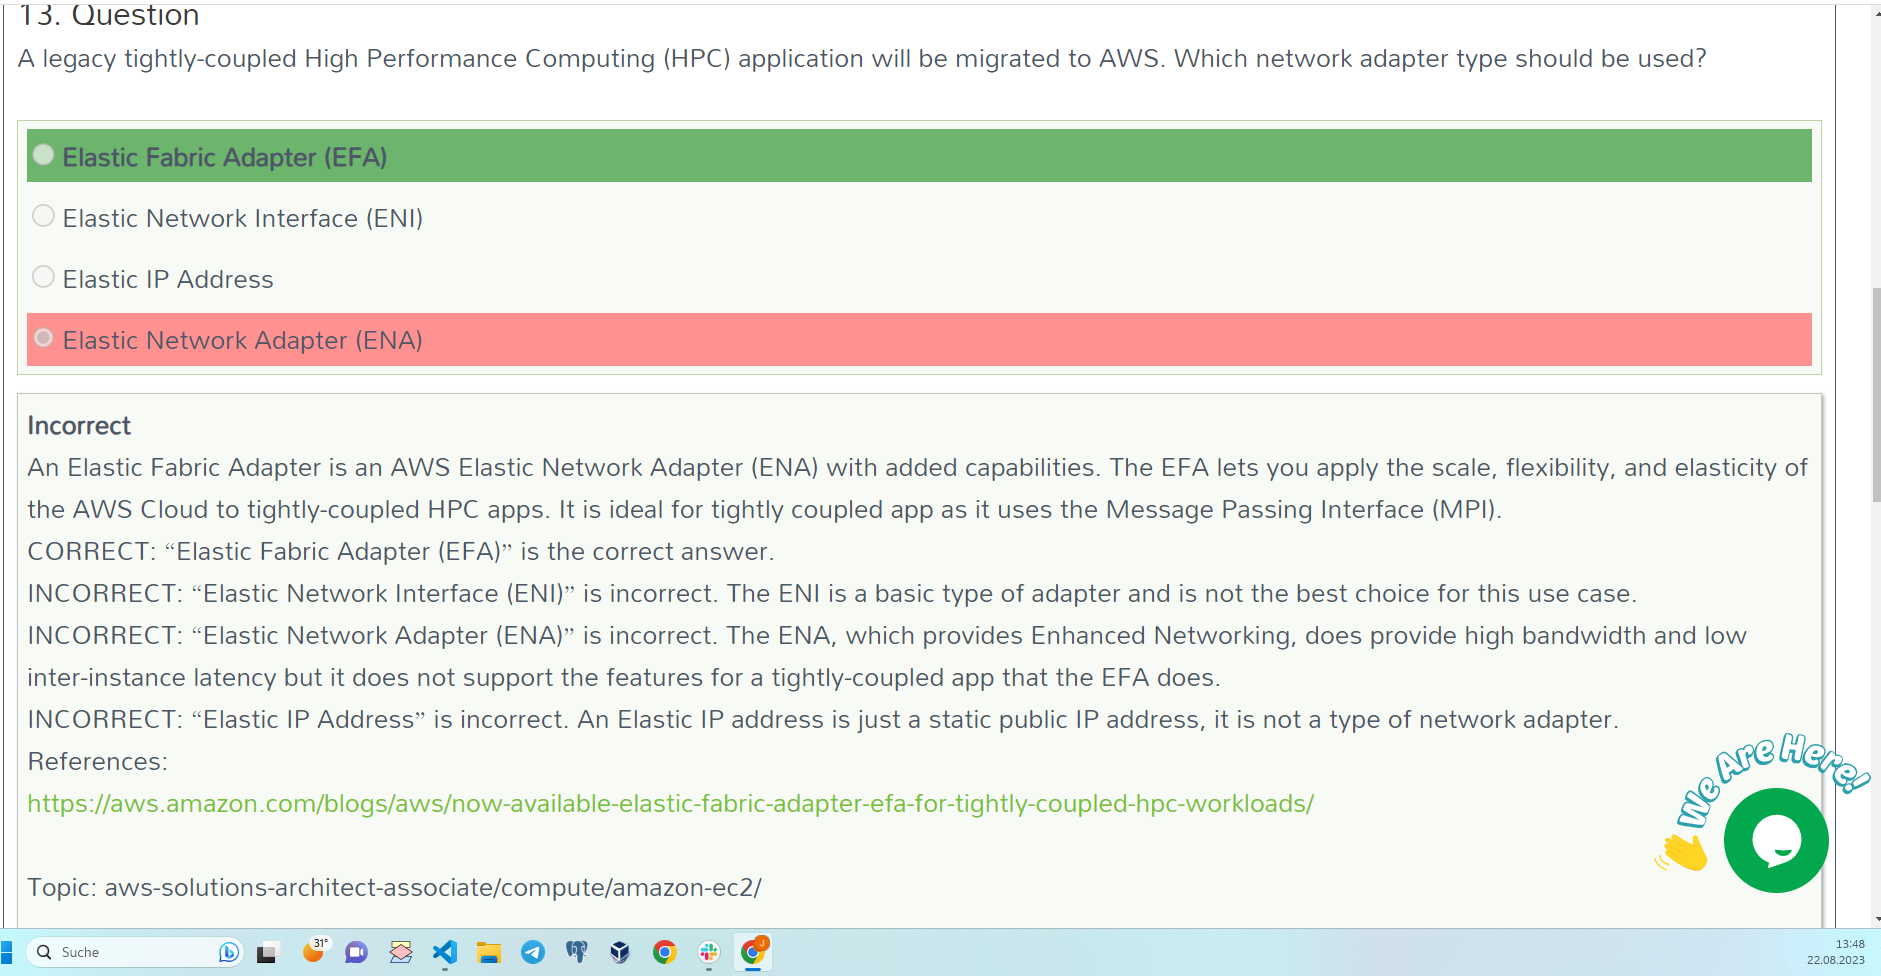 13. Question
A legacy tightly-coupled High Performance Computing (HPC) application will be migrated to AWS. Which network adapter type should be used?
Elastic Fabric Adapter (EFA)
Elastic Network Interface (ENI)
Elastic IP Address
Elastic Network Adapter (ENA)
Incorrect
An Elastic Fabric Adapter is an AWS Elastic Network Adapter (ENA) with added capabilities. The EFA lets you apply the scale, flexibility, and elasticity of
the AWS Cloud to tightly-coupled HPC apps. It is ideal for tightly coupled app as it uses the Message Passing Interface (MPI).
CORRECT: “Elastic Fabric Adapter (EFA)” is the correct answer.
INCORRECT: “Elastic Network Interface (ENI)” is incorrect. The ENI is a basic type of adapter and is not the best choice for this use case.
INCORRECT: “Elastic Network Adapter (ENA)” is incorrect. The ENA, which provides Enhanced Networking, does provide high bandwidth and low
inter-instance latency but it does not support the features for a tightly-coupled app that the EFA does.
INCORRECT: “Elastic IP Address” is incorrect. An Elastic IP address is just a static public IP address, it is not a type of network adapter.
References:
https://aws.amazon.com/blogs/aws/now-available-elastic-fabric-adapter-efa-for-tightly-coupled-hpc-workloads/
We Are Here!
Topic: aws-solutions-architect-associate/compute/amazon-ec2/
Suche
31°
J
13:48
22.08.2023